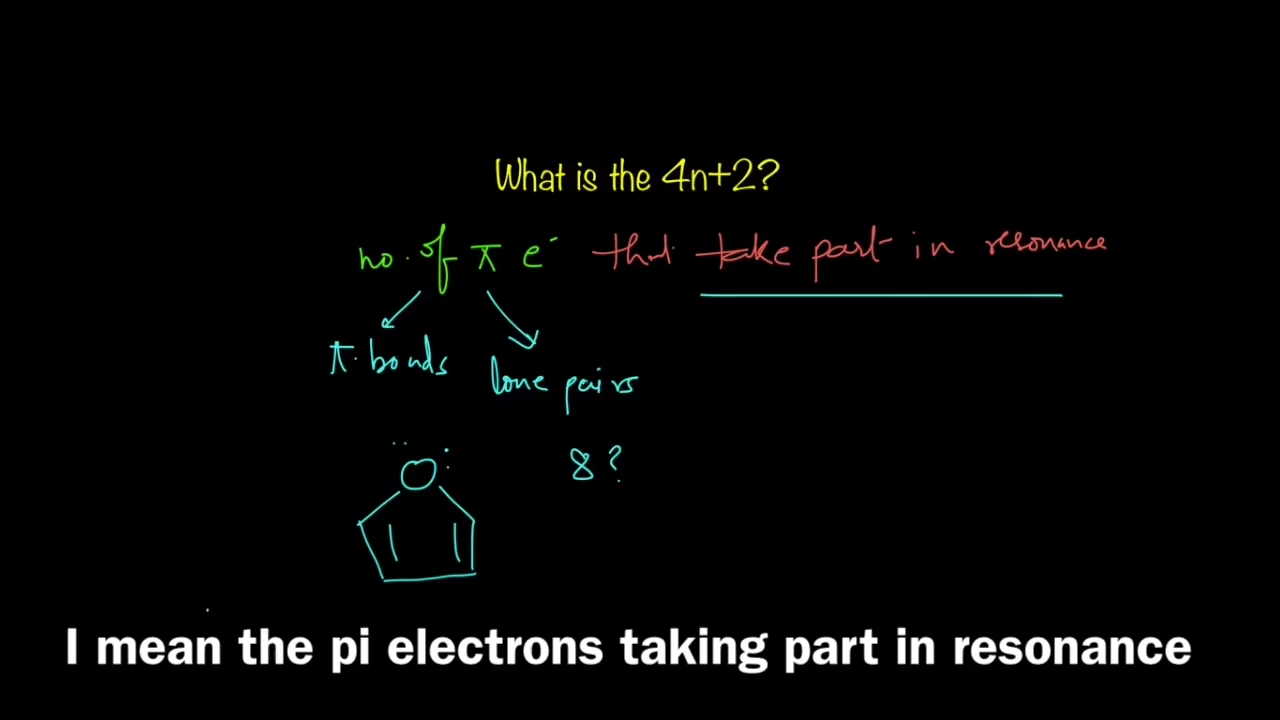 What is the 4n+2?
no. of π e⁻ that take part in resonance
π-bonds lone pairs
8?
O
I mean the pi electrons taking part in resonance